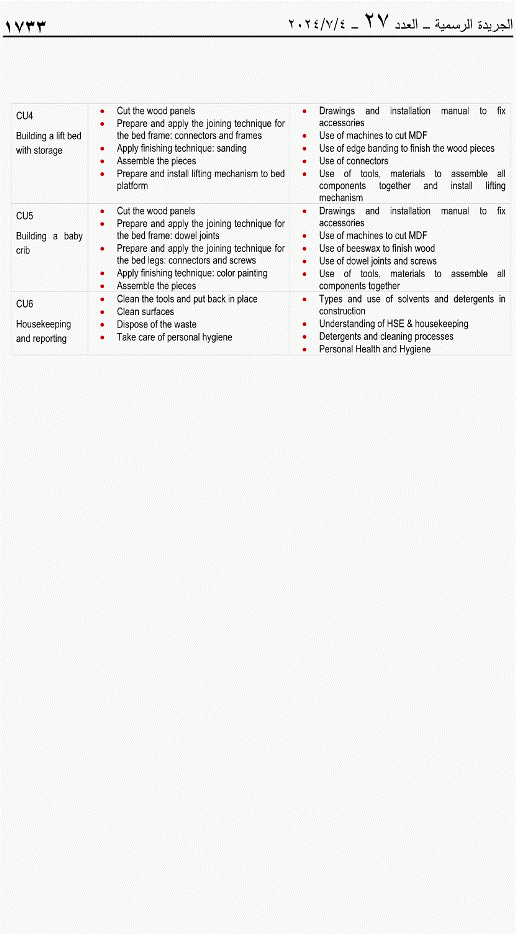 الجريدة الرسمية – العدد ٢٧ – ٢٠٢٤/٧/٤
١٧٣٣
CU4
Building a lift bed
with storage
• Cut the wood panels
• Prepare and apply the joining technique for
the bed frame: connectors and frames
• Apply finishing technique: sanding
• Assemble the pieces
• Prepare and install lifting mechanism to bed
platform
• Drawings and installation manual to fix
accessories
• Use of machines to cut MDF
• Use of edge banding to finish the wood pieces
• Use of connectors
• Use of tools, materials to assemble all
components together and install lifting
mechanism
CU5
Building a baby
crib
• Cut the wood panels
• Prepare and apply the joining technique for
the bed frame: dowel joints
• Prepare and apply the joining technique for
the bed legs: connectors and screws
• Apply finishing technique: color painting
• Assemble the pieces
• Drawings and installation manual to fix
accessories
• Use of machines to cut MDF
• Use of beeswax to finish wood
• Use of dowel joints and screws
• Use of tools, materials to assemble all
components together
CU6
Housekeeping
and reporting
• Clean the tools and put back in place
• Clean surfaces
• Dispose of the waste
• Take care of personal hygiene
• Types and use of solvents and detergents in
construction
• Understanding of HSE & housekeeping
• Detergents and cleaning processes
• Personal Health and Hygiene